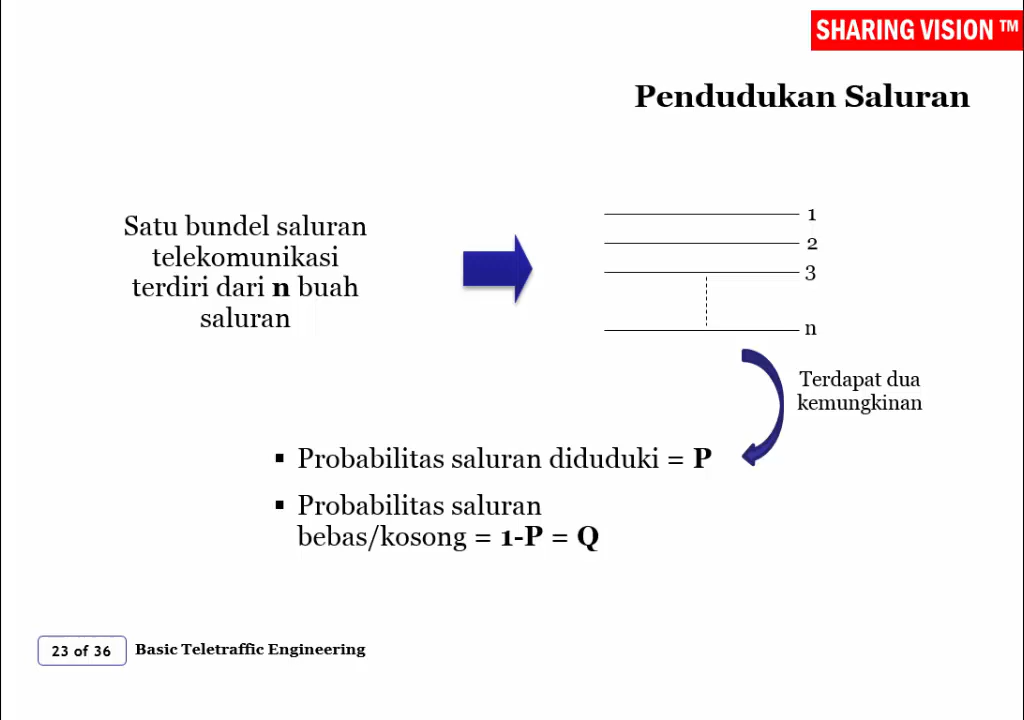 SHARING VISION ™
Pendudukan Saluran
Satu bundel saluran
telekomunikasi
terdiri dari n buah
saluran
1
2
3
n
Terdapat dua
kemungkinan
▪ Probabilitas saluran diduduki = P
▪ Probabilitas saluran
bebas/kosong = 1-P = Q
23 of 36
Basic Teletraffic Engineering